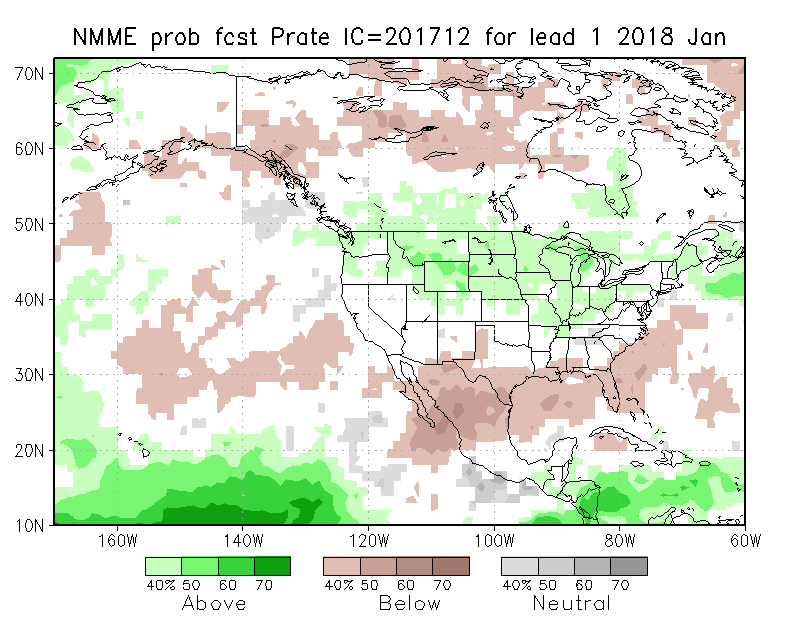 NMME prob fcst Prate IC=201712 for lead 1 2018 Jan
70N
60N
50N
40N
30N
20N
10N
160W 140W 120W 100W 80W 60W
40% 50 60 70 40% 50 60 70 40% 50 60 70
Above Below Neutral